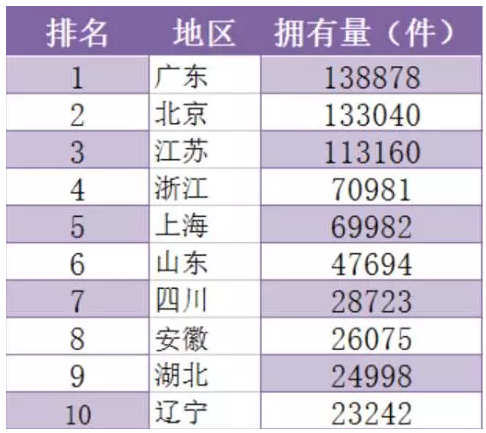 排名 地区 拥有量（件）
1 广东 138878
2 北京 133040
3 江苏 113160
4 浙江 70981
5 上海 69982
6 山东 47694
7 四川 28723
8 安徽 26075
9 湖北 24998
10 辽宁 23242